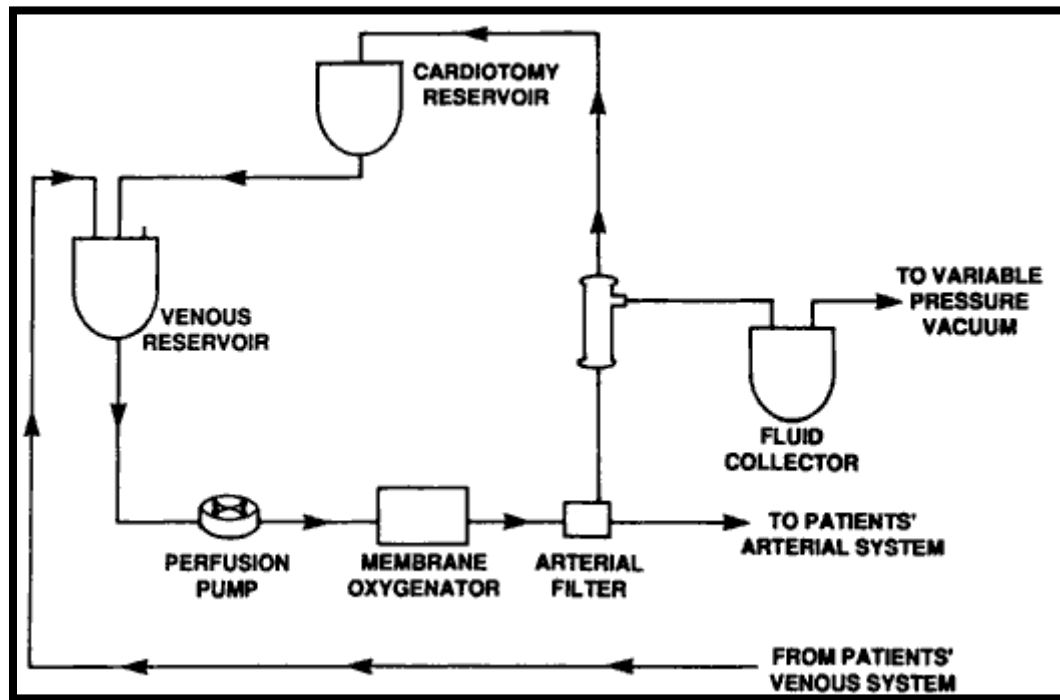 CARDIOTOMY
RESERVOIR
VENOUS
RESERVOIR
TO VARIABLE
PRESSURE
VACUUM
FLUID
COLLECTOR
PERFUSION
PUMP
MEMBRANE
OXYGENATOR
ARTERIAL
FILTER
TO PATIENTS'
ARTERIAL SYSTEM
FROM PATIENTS'
VENOUS SYSTEM